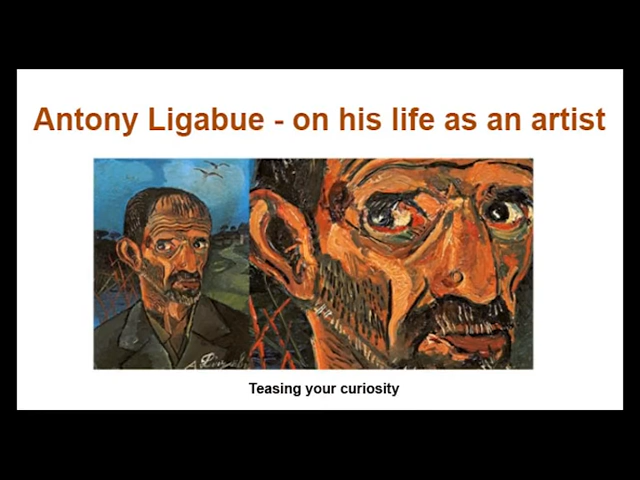 Antony Ligabue - on his life as an artist
Teasing your curiosity